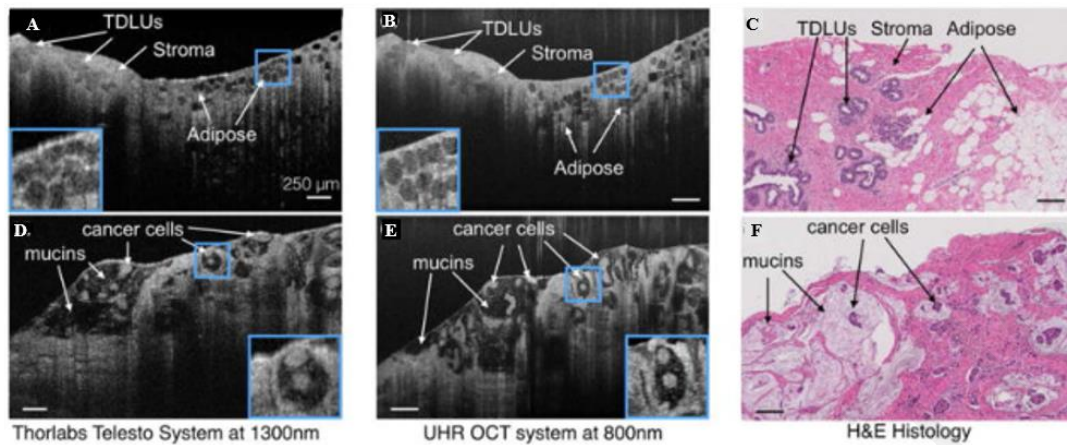 A
TDLUs
Stroma
Adipose
250 µm
B
TDLUs
Stroma
Adipose
C
TDLUs Stroma Adipose
D
cancer cells
mucins
E
cancer cells
mucins
F
cancer cells
mucins
Thorlabs Telesto System at 1300nm
UHR OCT system at 800nm
H&E Histology